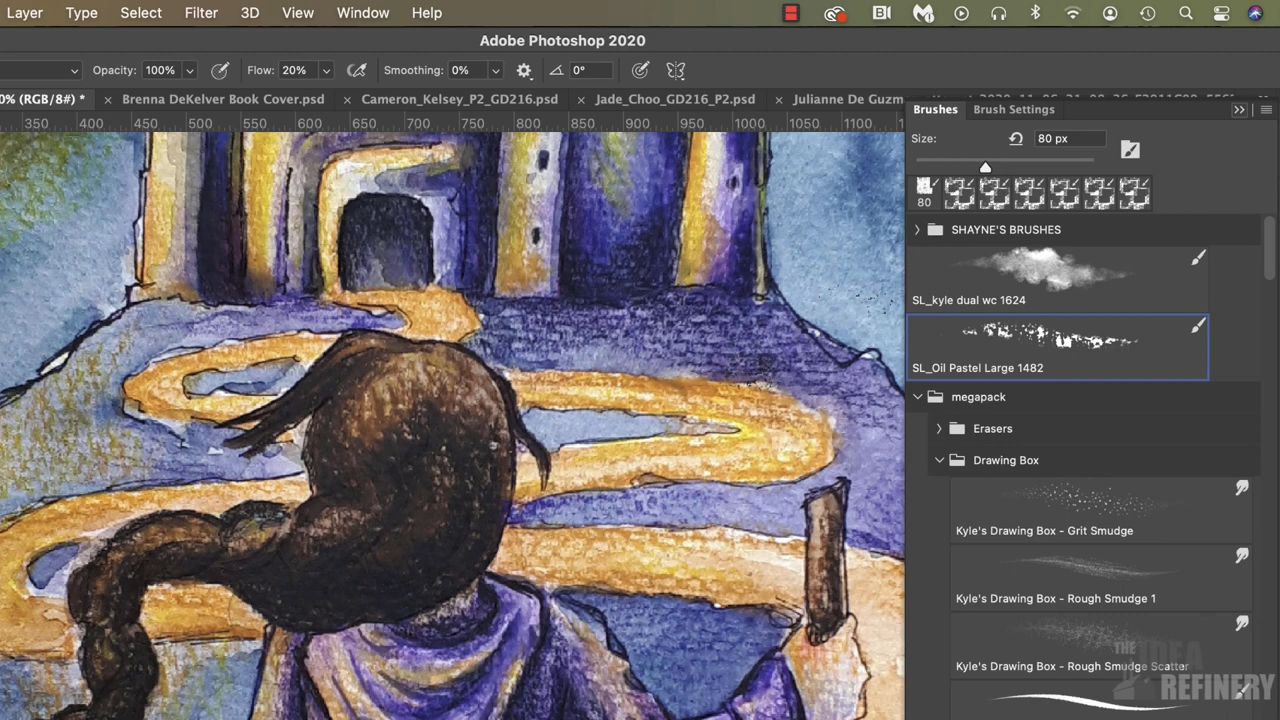 Layer Type Select Filter 3D View Window Help
Adobe Photoshop 2020
Opacity: 100% Flow: 20% Smoothing: 0% 0°
0% (RGB/8#) * × Brenna DeKelver Book Cover.psd × Cameron_Kelsey_P2_GD216.psd × Jade_Choo_GD216_P2.psd × Julianne De Guzm
350 400 450 500 550 600 650 700 750 800 850 900 950 1000 1050 1100
Brushes Brush Settings
Size: 80 px
80
SHAYNE'S BRUSHES
SL_kyle dual wc 1624
SL_Oil Pastel Large 1482
megapack
Erasers
Drawing Box
Kyle's Drawing Box - Grit Smudge
Kyle's Drawing Box - Rough Smudge 1
Kyle's Drawing Box - Rough Smudge Scatter
THE IDEA
REFINERY